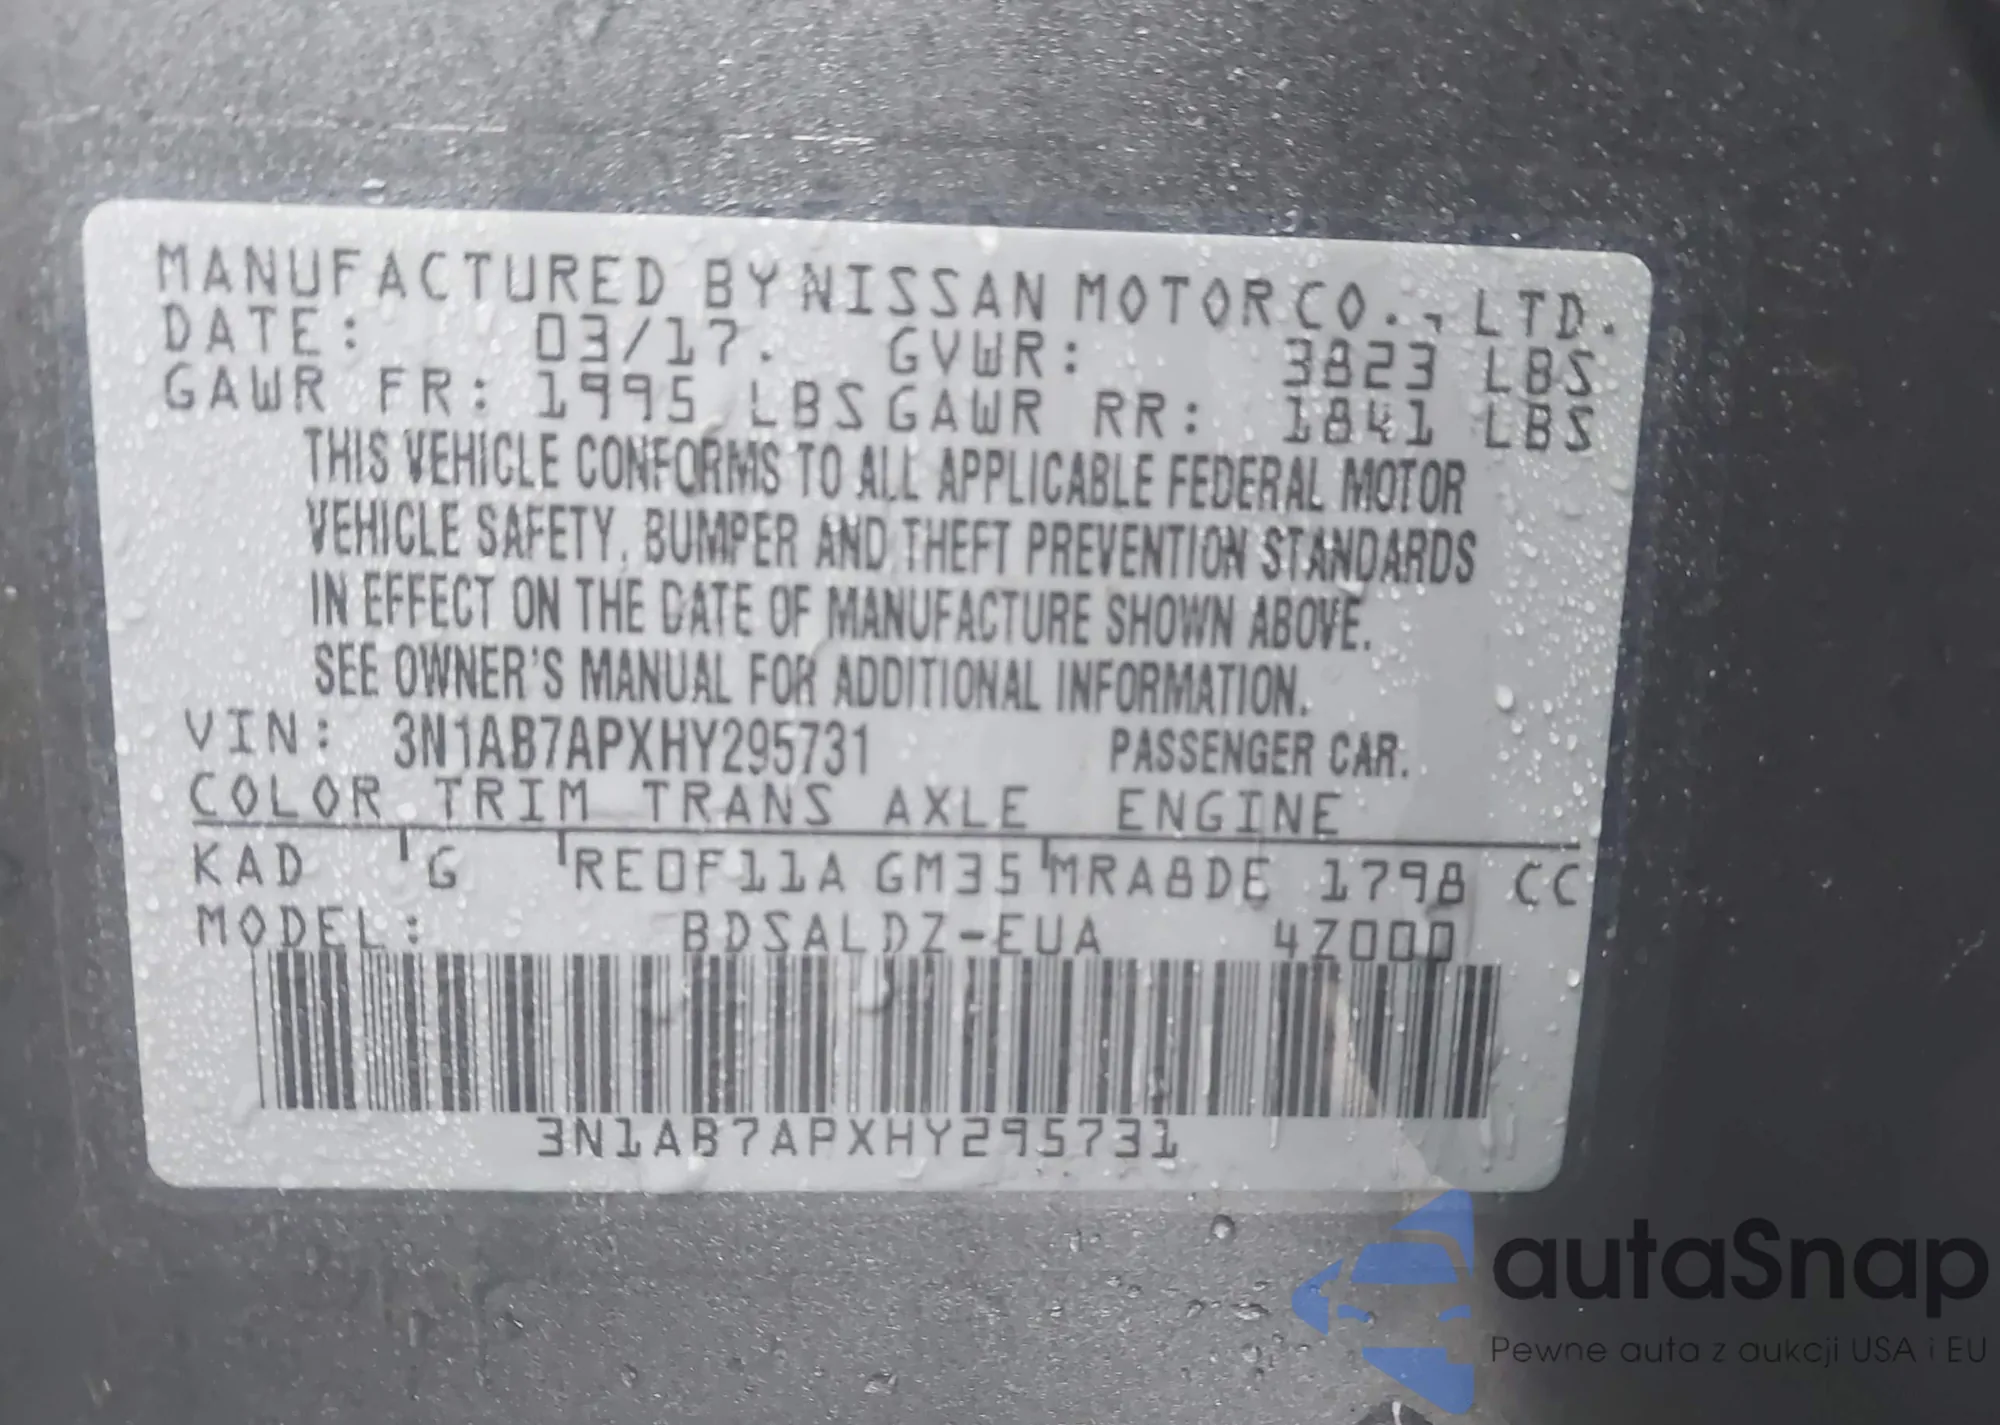 MANUFACTURED BY NISSAN MOTOR CO., LTD.
DATE: 03/17. GVWR: 3823 LBS
GAWR FR: 1995 LBS GAWR RR: 1841 LBS
THIS VEHICLE CONFORMS TO ALL APPLICABLE FEDERAL MOTOR
VEHICLE SAFETY, BUMPER AND THEFT PREVENTION STANDARDS
IN EFFECT ON THE DATE OF MANUFACTURE SHOWN ABOVE.
SEE OWNER'S MANUAL FOR ADDITIONAL INFORMATION.
VIN: 3N1AB7APXHY295731 PASSENGER CAR.
COLOR TRIM TRANS AXLE ENGINE
KAD G RE0F11A GM35 MRA8DE 1798 CC
MODEL: BDSALDZ-EUA 4Z000
3N1AB7APXHY295731
autaSnap
Pewne auta z aukcji USA i EU